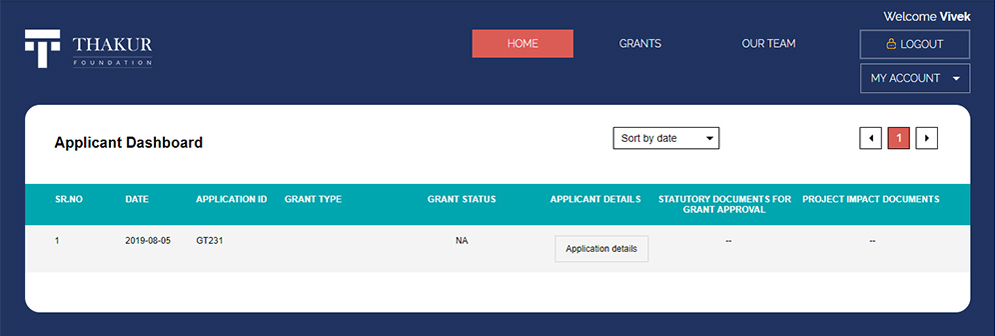 Welcome Vivek
THAKUR
FOUNDATION
HOME GRANTS OUR TEAM LOGOUT
MY ACCOUNT
Applicant Dashboard Sort by date 1
SR.NO DATE APPLICATION ID GRANT TYPE GRANT STATUS APPLICANT DETAILS STATUTORY DOCUMENTS FOR PROJECT IMPACT DOCUMENTS
GRANT APPROVAL
1 2019-08-05 GT231 NA Application details -- --